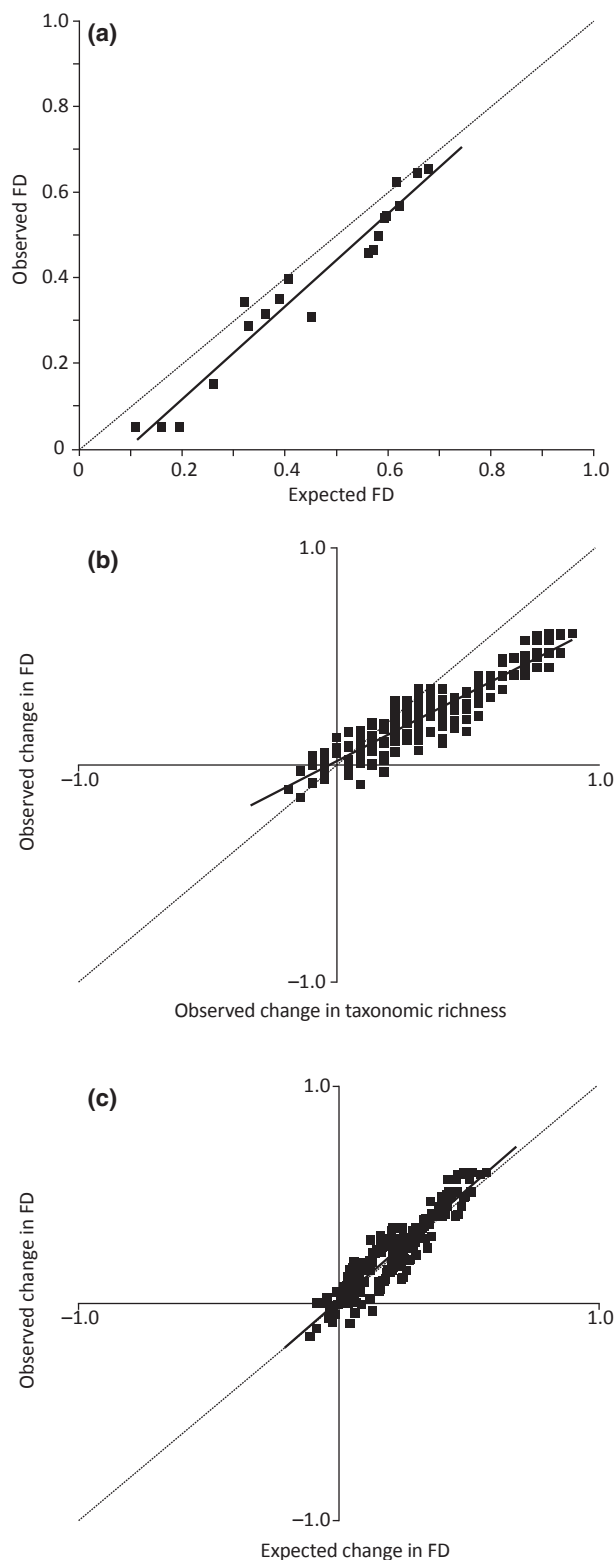 (a)
1.0
0.8
0.6
0.4
0.2
0
Observed FD
0
0.2
0.4
0.6
0.8
1.0
Expected FD
(b)
1.0
Observed change in FD
–1.0
1.0
–1.0
Observed change in taxonomic richness
(c)
1.0
Observed change in FD
–1.0
1.0
–1.0
Expected change in FD